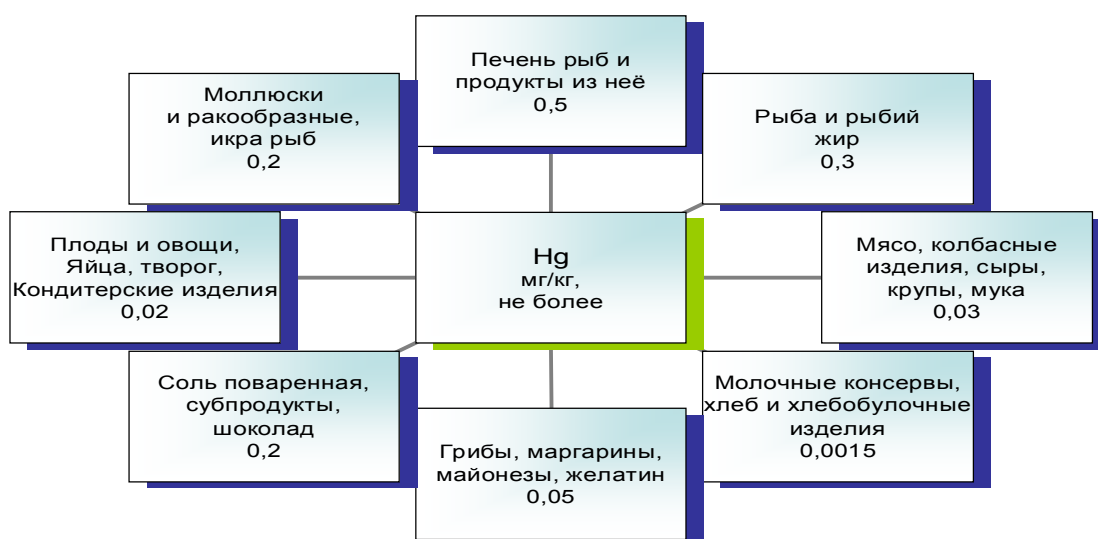 Печень рыб и
продукты из неё
0,5
Моллюски
и ракообразные,
икра рыб
0,2
Рыба и рыбий
жир
0,3
Плоды и овощи,
Яйца, творог,
Кондитерские изделия
0,02
Hg
мг/кг,
не более
Мясо, колбасные
изделия, сыры,
крупы, мука
0,03
Соль поваренная,
субпродукты,
шоколад
0,2
Молочные консервы,
хлеб и хлебобулочные
изделия
0,0015
Грибы, маргарины,
майонезы, желатин
0,05